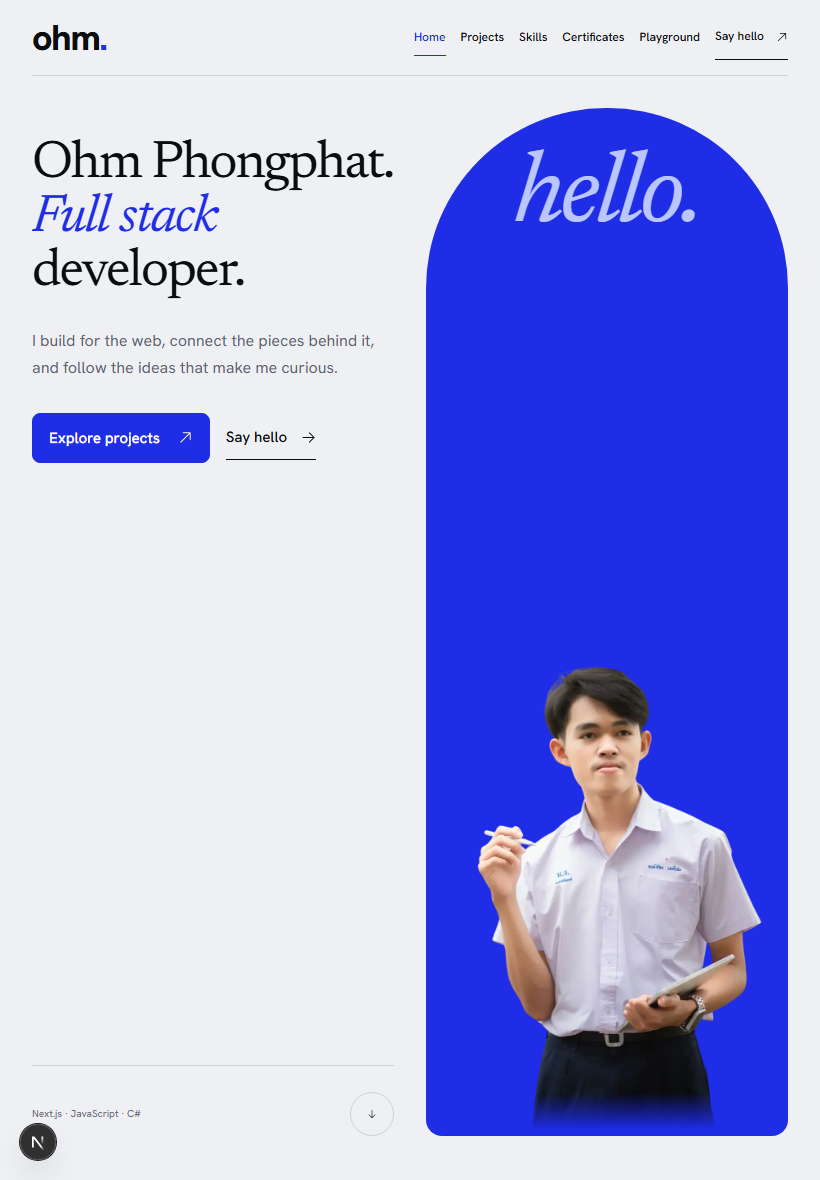 ohm.
Home Projects Skills Certificates Playground Say hello
Ohm Phongphat.
Full stack
developer.
I build for the web, connect the pieces behind it,
and follow the ideas that make me curious.
Explore projects Say hello
hello.
Next.js · JavaScript · C#
N